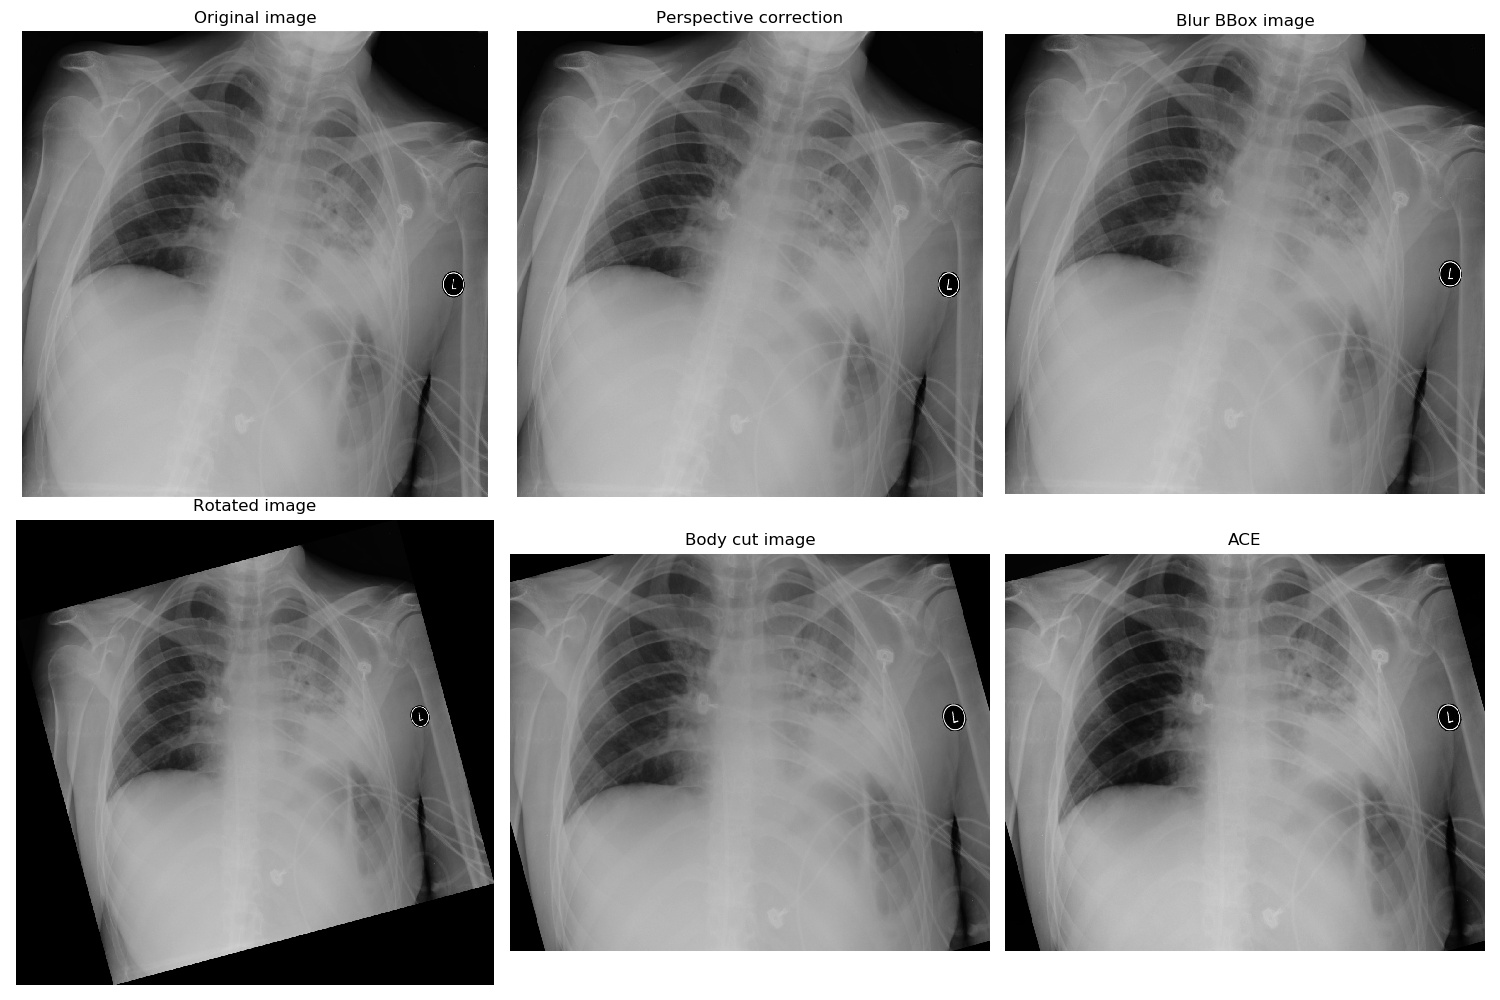 Original image
Perspective correction
Blur BBox image
L
L
L
Rotated image
Body cut image
ACE
L
L
L